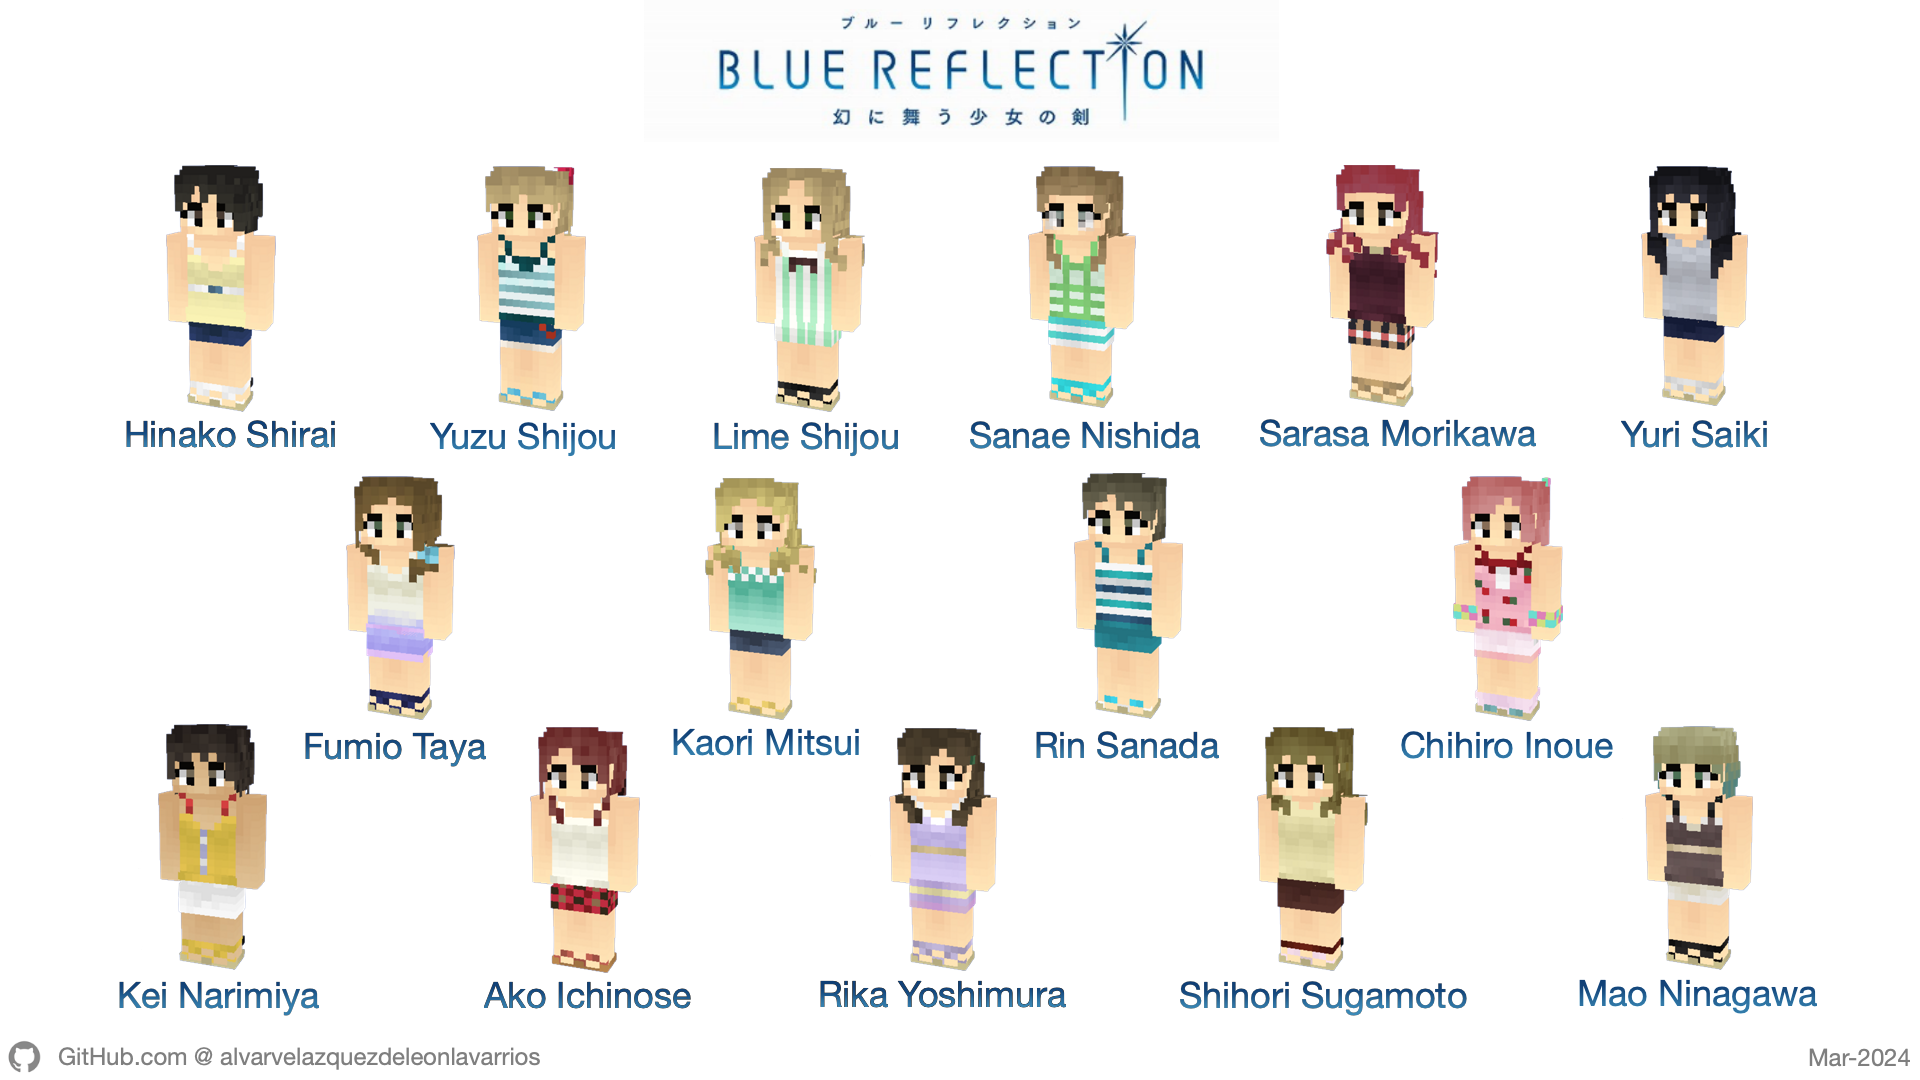 ブルー リフレクション
BLUE REFLECTION
幻に舞う少女の剣
Hinako Shirai
Yuzu Shijou
Lime Shijou
Sanae Nishida
Sarasa Morikawa
Yuri Saiki
Fumio Taya
Kaori Mitsui
Rin Sanada
Chihiro Inoue
Kei Narimiya
Ako Ichinose
Rika Yoshimura
Shihori Sugamoto
Mao Ninagawa
GitHub.com @ alvarvelazquezdeleonlavarrios
Mar-2024